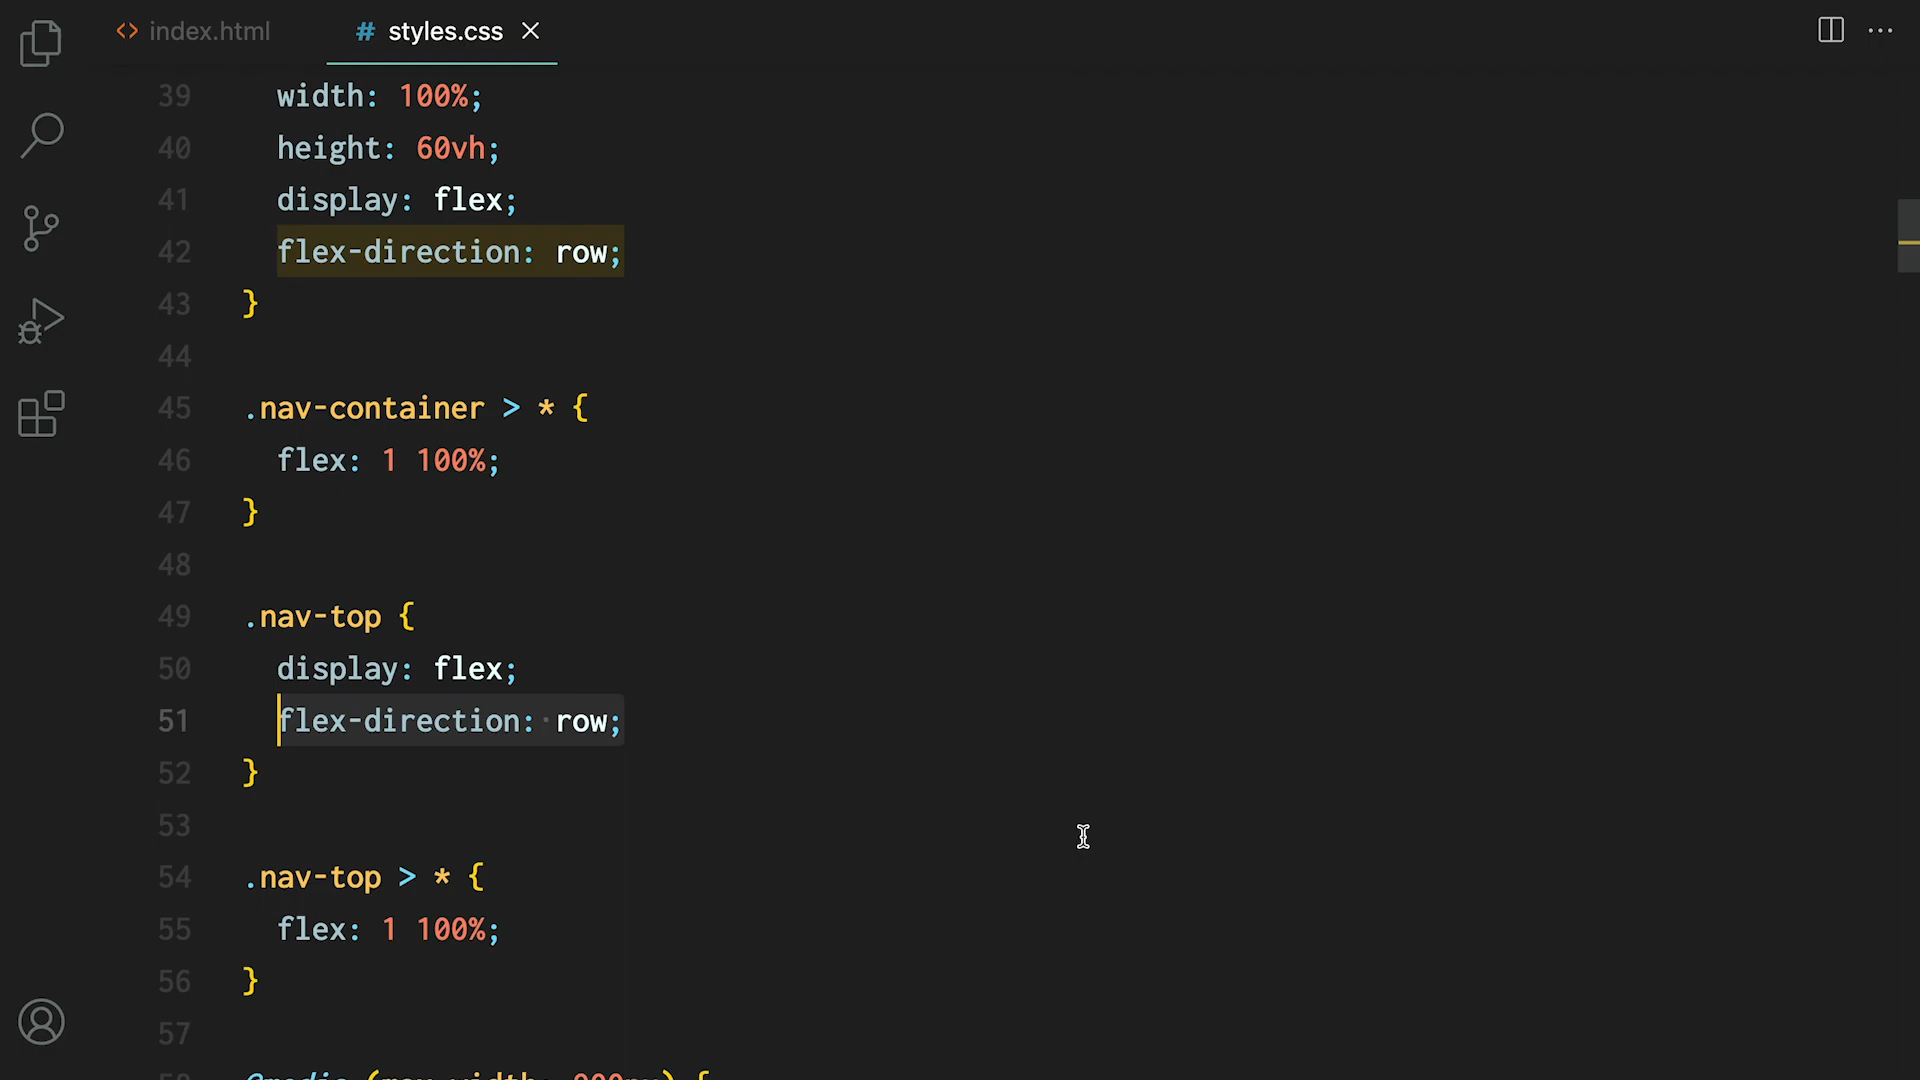 index.html
# styles.css
39 width: 100%;
40 height: 60vh;
41 display: flex;
42 flex-direction: row;
43 }
44
45 .nav-container > * {
46 flex: 1 100%;
47 }
48
49 .nav-top {
50 display: flex;
51 flex-direction: row;
52 }
53
54 .nav-top > * {
55 flex: 1 100%;
56 }
57